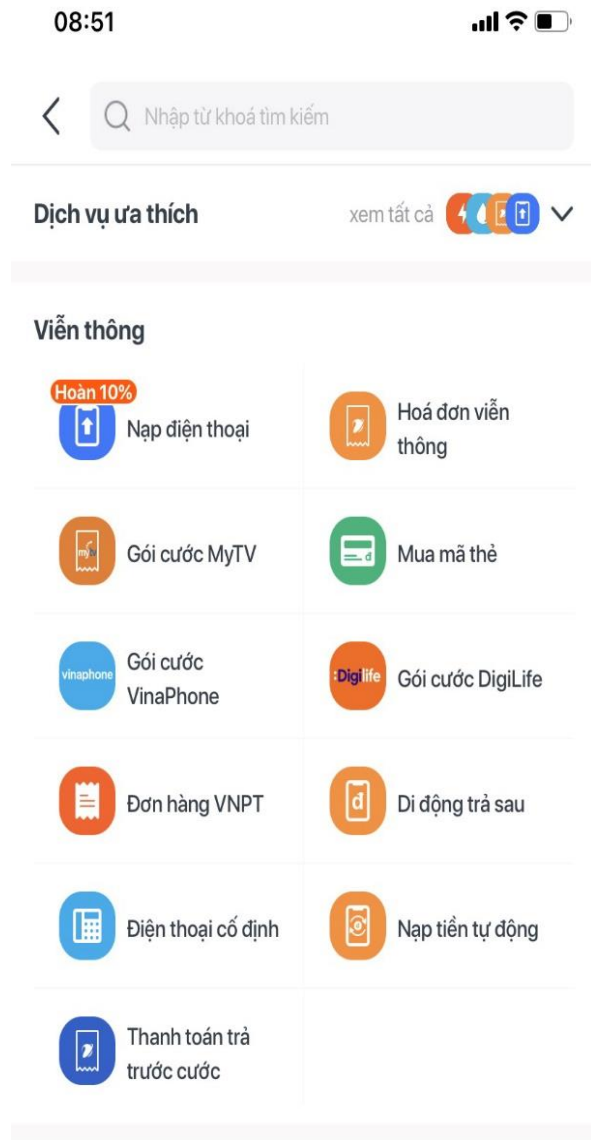 08:51
Nhập từ khoá tìm kiếm
Dịch vụ ưa thích
xem tất cả
Viễn thông
Hoàn 10%
Nạp điện thoại
Hoá đơn viễn
thông
mytv
Gói cước MyTV
đ
Mua mã thẻ
vinaphone
Gói cước
VinaPhone
:Digilife
Gói cước DigiLife
Đơn hàng VNPT
đ
Di động trả sau
Điện thoại cố định
Nạp tiền tự động
Thanh toán trả
trước cước